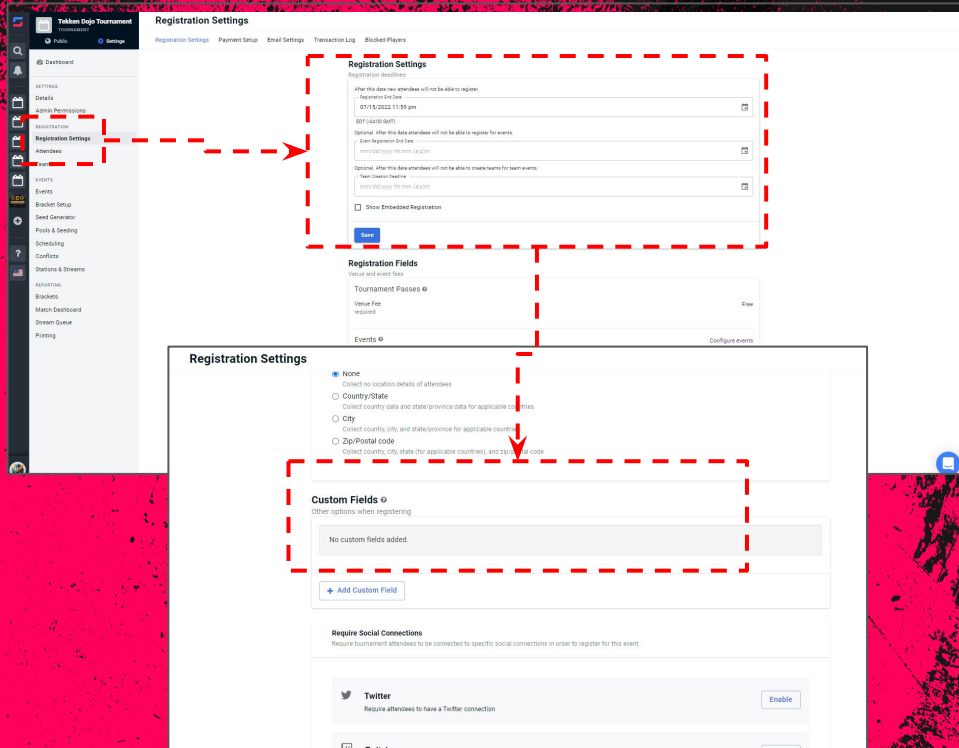 Tekken Dojo Tournament
TOURNAMENT
Public
Settings
Dashboard
SETTINGS
Details
Admin Permissions
REGISTRATION
Registration Settings
Attendees
EVENTS
Events
Bracket Setup
Seed Generator
Pools & Seeding
Scheduling
Conflicts
Stations & Streams
REPORTING
Brackets
Match Dashboard
Stream Queue
Printing
CEO
?
Registration Settings
Registration Settings Payment Setup Email Settings Transaction Log Blocked Players
Registration Settings
Registration deadlines
After this date new attendees will not be able to register.
Registration End Date
07/15/2022 11:59 pm
EDT (-04:00 GMT)
Optional. After this date attendees will not be able to register for events.
Event Registration End Date
mm/dd/yyyy hh:mm (a|p)m
Optional. After this date attendees will not be able to create teams for team events.
Team Creation Deadline
mm/dd/yyyy hh:mm (a|p)m
Show Embedded Registration
Save
Registration Fields
Venue and event fees
Tournament Passes
Venue Fee Free
required
Events Configure events
Registration Settings
None
Collect no location details of attendees
Country/State
Collect country data and state/province data for applicable countries
City
Collect country, city, and state/province for applicable countries
Zip/Postal code
Collect country, city, state (for applicable countries), and zip/postal code
Custom Fields
Other options when registering
No custom fields added.
+ Add Custom Field
Require Social Connections
Require tournament attendees to be connected to specific social connections in order to register for this event.
Twitter
Enable
Require attendees to have a Twitter connection